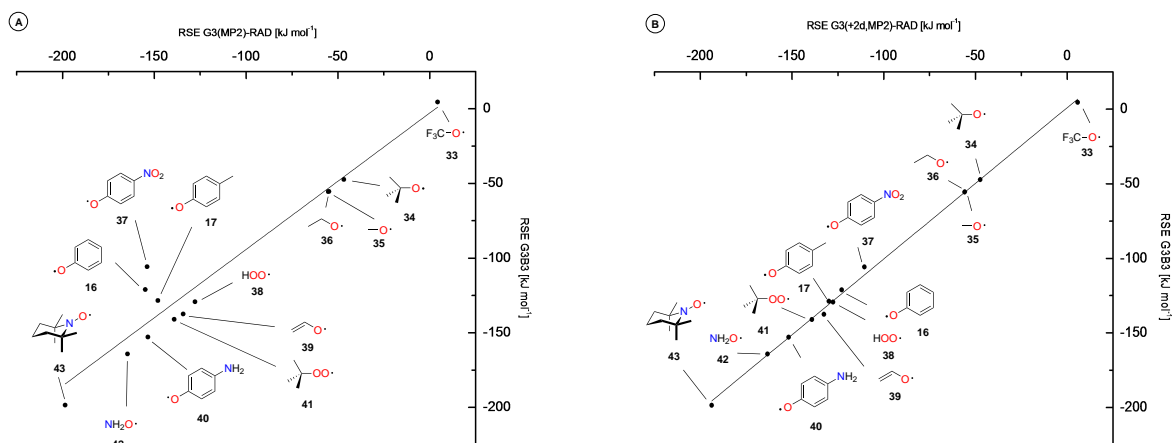 A
RSE G3(MP2)-RAD [kJ mol⁻¹]
-200 -150 -100 -50 0
0
-50
-100
-150
-200
RSE G3B3 [kJ mol⁻¹]
F₃C—O·
33
O·
34
O·
36
—O·
35
NO₂
·O
37
·O
17
·O
16
HOO·
38
N—O·
43
O·
39
NH₂
·O
40
OO·
41
NH₂O·
B
RSE G3(+2d,MP2)-RAD [kJ mol⁻¹]
-200 -150 -100 -50 0
0
-50
-100
-150
-200
RSE G3B3 [kJ mol⁻¹]
O·
34
F₃C—O·
33
O·
36
—O·
35
NO₂
·O
37
·O
17
OO·
41
·O
16
N—O·
43
NH₂O·
42
HOO·
38
NH₂
·O
40
O·
39